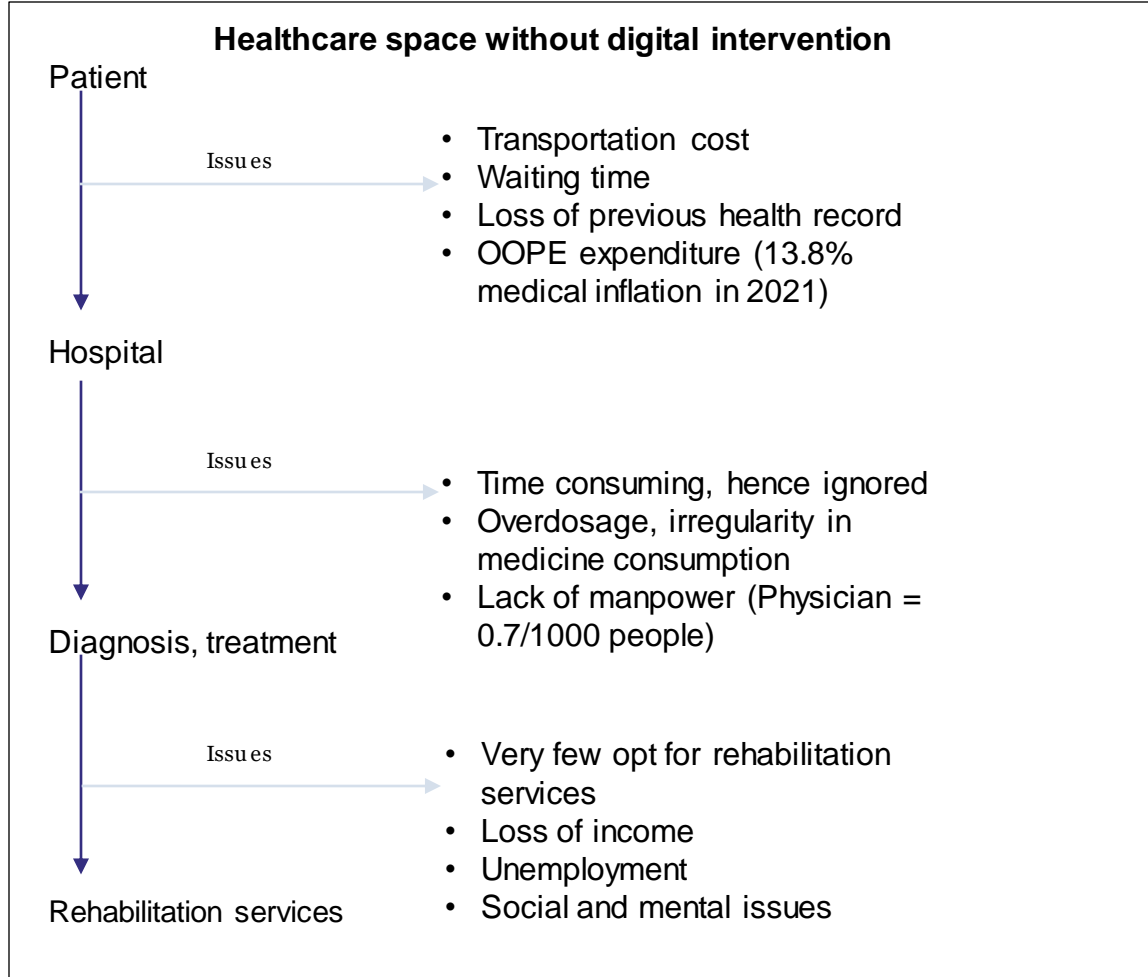 Healthcare space without digital intervention
Patient
Issues
• Transportation cost
• Waiting time
• Loss of previous health record
• OOPE expenditure (13.8%
medical inflation in 2021)
Hospital
Issues
• Time consuming, hence ignored
• Overdosage, irregularity in
medicine consumption
• Lack of manpower (Physician =
0.7/1000 people)
Diagnosis, treatment
Issues
• Very few opt for rehabilitation
services
• Loss of income
• Unemployment
• Social and mental issues
Rehabilitation services